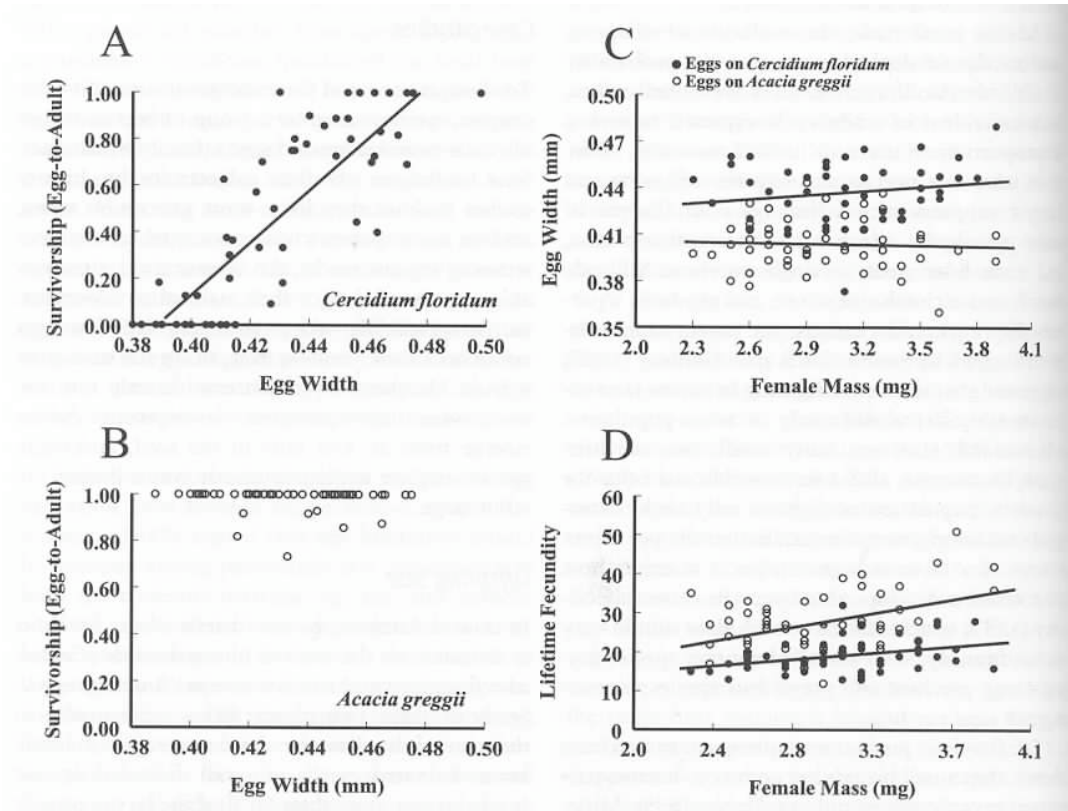 A
Survivorship (Egg-to-Adult)
1.00
0.80
0.60
0.40
0.20
0.00
0.38 0.40 0.42 0.44 0.46 0.48 0.50
Cercidium floridum
Egg Width
B
Survivorship (Egg-to-Adult)
1.00
0.80
0.60
0.40
0.20
0.00
0.38 0.40 0.42 0.44 0.46 0.48 0.50
Acacia greggii
Egg Width (mm)
C
Eggs on Cercidium floridum
Eggs on Acacia greggii
Egg Width (mm)
0.50
0.47
0.44
0.41
0.38
0.35
2.0 2.3 2.6 2.9 3.2 3.5 3.8 4.1
Female Mass (mg)
D
Lifetime Fecundity
60
50
40
30
20
10
0
2.0 2.4 2.8 3.3 3.7 4.1
Female Mass (mg)